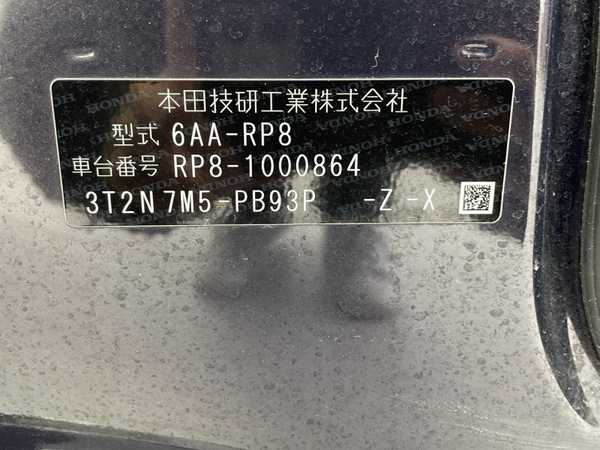 本田技研工業株式会社
型式 6AA-RP8
車台番号 RP8-1000864
3T2N7M5-PB93P -Z-X